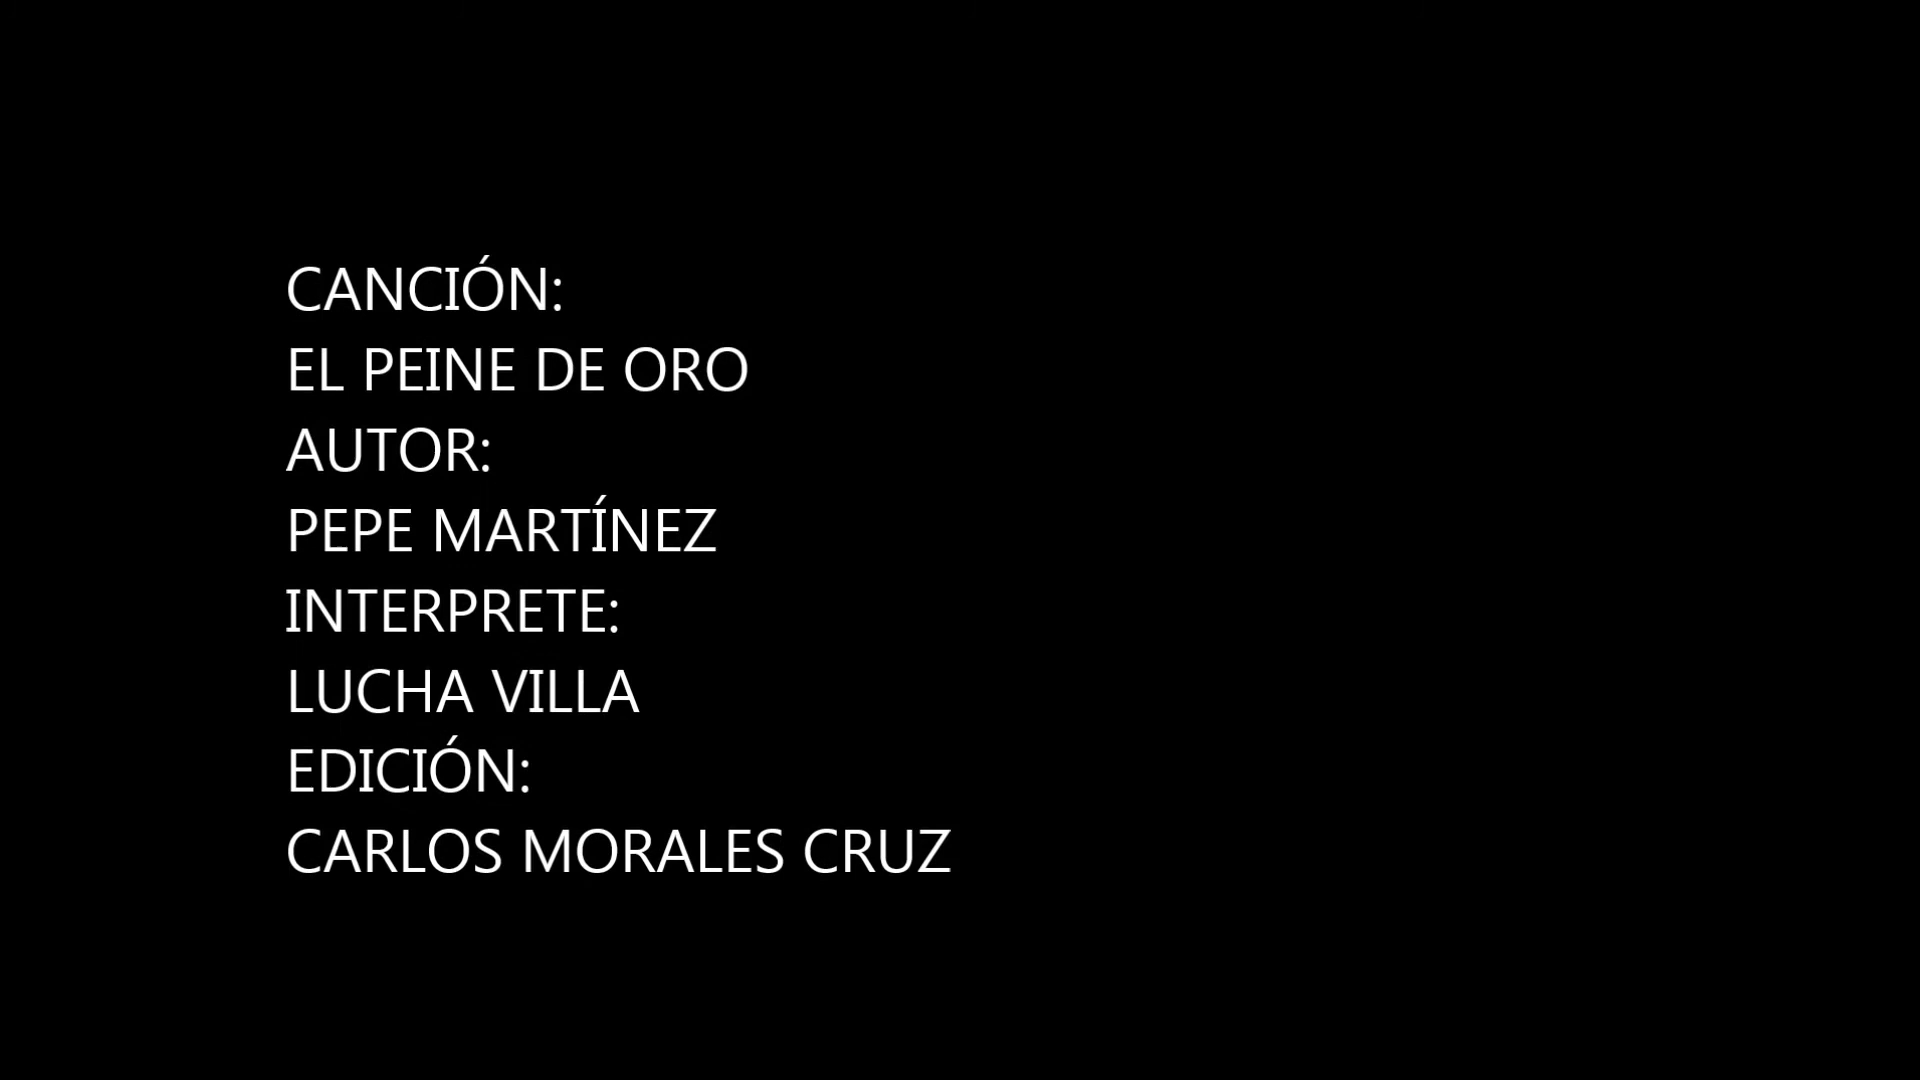 CANCIÓN:
EL PEINE DE ORO
AUTOR:
PEPE MARTÍNEZ
INTERPRETE:
LUCHA VILLA
EDICIÓN:
CARLOS MORALES CRUZ